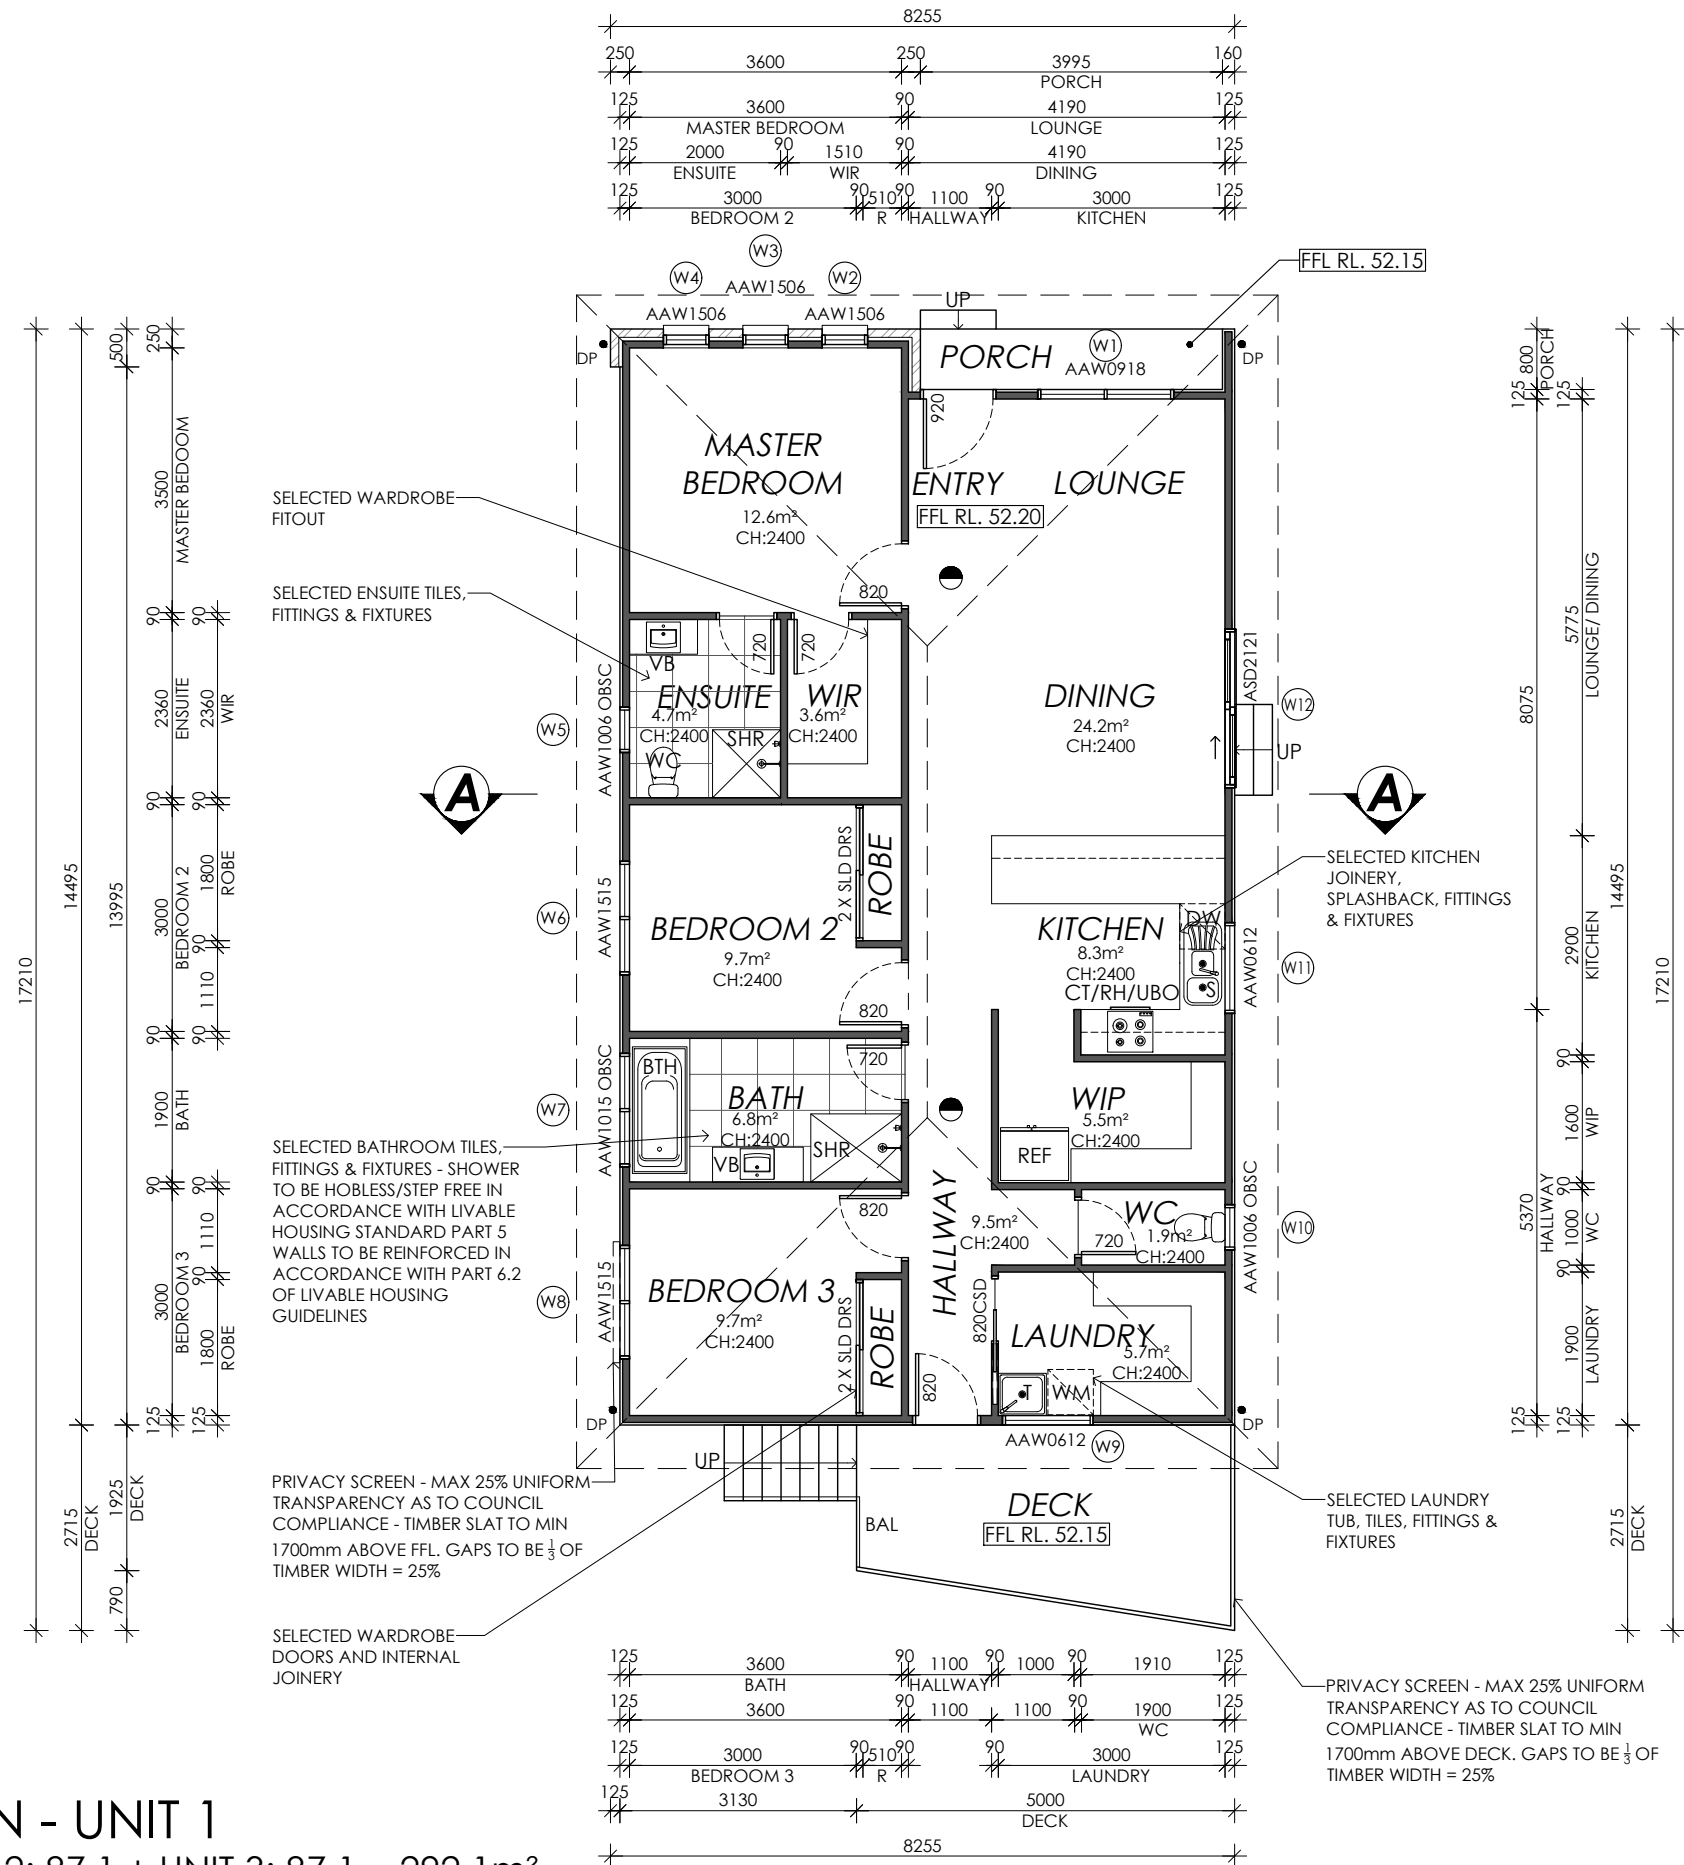 8255
250 3600 250 3995 160
PORCH
125 3600 90 4190 125
MASTER BEDROOM LOUNGE
125 2000 90 1510 90 4190 125
ENSUITE WIR DINING
125 3000 90 510 90 1100 90 3000 125
BEDROOM 2 R HALLWAY KITCHEN
W4 W3 W2
AAW1506
AAW1506 AAW1506
UP
FFL RL. 52.15
DP
PORCH
W1
AAW0918
DP
920
MASTER
BEDROOM
12.6m²
CH:2400
ENTRY
FFL RL. 52.20
LOUNGE
820
SELECTED WARDROBE
FITOUT
SELECTED ENSUITE TILES,
FITTINGS & FIXTURES
VB
720
720
ENSUITE
4.7m²
CH:2400
SHR
WC
WIR
3.6m²
CH:2400
DINING
24.2m²
CH:2400
ASD2121
W12
UP
W5
AAW1006 OBSC
A
A
2 X SLD DRS
ROBE
BEDROOM 2
9.7m²
CH:2400
820
W6
AAW1515
KITCHEN
8.3m²
CH:2400
CT/RH/UBO
DW
S
AAW0612
W11
SELECTED KITCHEN
JOINERY,
SPLASHBACK, FITTINGS
& FIXTURES
BTH
720
BATH
6.8m²
CH:2400
VB
SHR
W7
AAW1015 OBSC
WIP
5.5m²
CH:2400
REF
SELECTED BATHROOM TILES,
FITTINGS & FIXTURES - SHOWER
TO BE HOBLESS/STEP FREE IN
ACCORDANCE WITH LIVABLE
HOUSING STANDARD PART 5
WALLS TO BE REINFORCED IN
ACCORDANCE WITH PART 6.2
OF LIVABLE HOUSING
GUIDELINES
820
HALLWAY
9.5m²
CH:2400
WC
1.9m²
CH:2400
720
AAW1006 OBSC
W10
BEDROOM 3
9.7m²
CH:2400
2 X SLD DRS
ROBE
W8
AAW1515
820CSD
820
LAUNDRY
5.7m²
CH:2400
T
WM
DP
DP
AAW0612
W9
UP
DECK
FFL RL. 52.15
BAL
PRIVACY SCREEN - MAX 25% UNIFORM
TRANSPARENCY AS TO COUNCIL
COMPLIANCE - TIMBER SLAT TO MIN
1700mm ABOVE FFL. GAPS TO BE ⅓ OF
TIMBER WIDTH = 25%
SELECTED WARDROBE
DOORS AND INTERNAL
JOINERY
SELECTED LAUNDRY
TUB, TILES, FITTINGS &
FIXTURES
PRIVACY SCREEN - MAX 25% UNIFORM
TRANSPARENCY AS TO COUNCIL
COMPLIANCE - TIMBER SLAT TO MIN
1700mm ABOVE DECK. GAPS TO BE ⅓ OF
TIMBER WIDTH = 25%
17210
14495
2715
DECK
500
13995
1925
DECK
790
250
3500
MASTER BEDOOM
90
2360
ENSUITE
90
3000
BEDROOM 2
90
1900
BATH
90
3000
BEDROOM 3
125
90
2360
WIR
90
1800
ROBE
90
1110
90
90
1110
90
1800
ROBE
125
800
PORCH
125
8075
5370
HALLWAY
125
125
5775
LOUNGE/ DINING
2900
KITCHEN
90
1600
WIP
90
1000
WC
90
1900
LAUNDRY
125
14495
2715
DECK
17210
125 3600 90 1100 90 1000 90 1910 125
BATH HALLWAY
125 3600 90 1100 1100 90 1900 125
WC
125 3000 90 510 90 90 3000 125
BEDROOM 3 R LAUNDRY
125 3130 5000
DECK
8255
N - UNIT 1